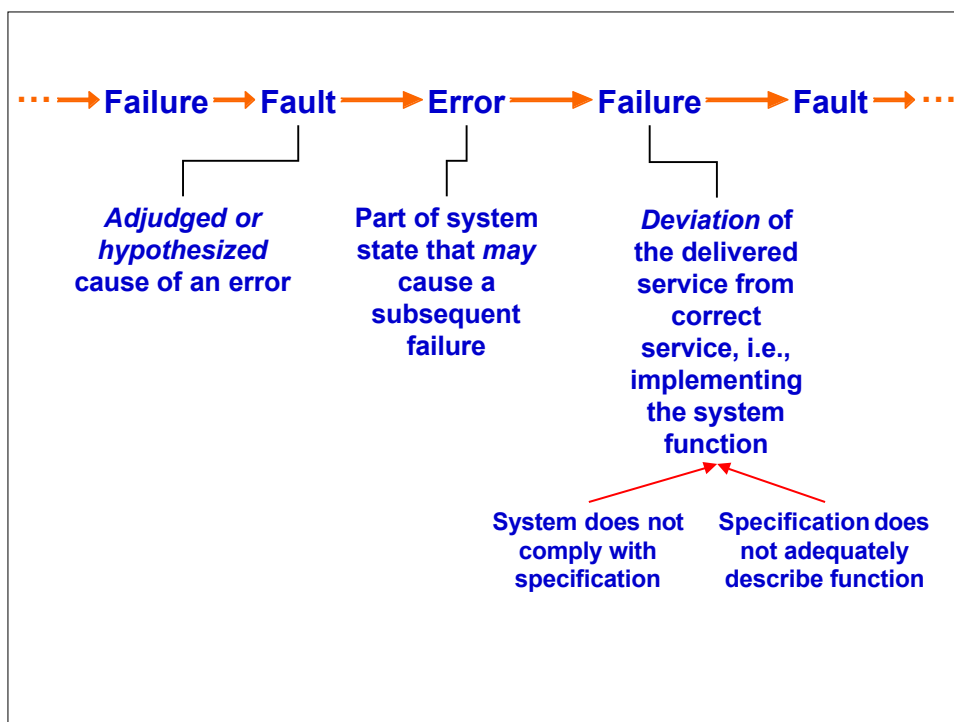 ... Failure Fault Error Failure Fault ...
Adjudged or
hypothesized
cause of an error
Part of system
state that may
cause a
subsequent
failure
Deviation of
the delivered
service from
correct
service, i.e.,
implementing
the system
function
System does not
comply with
specification
Specification does
not adequately
describe function